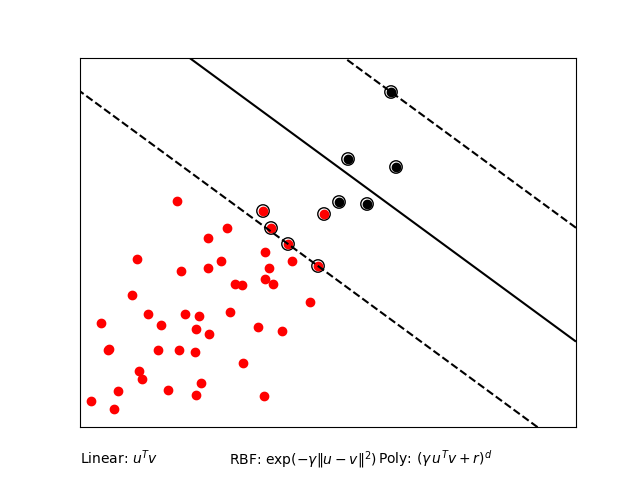 Linear: $u^T v$ RBF: $\exp(-\gamma \|u - v\|^2)$ Poly: $(\gamma\, u^T v + r)^d$